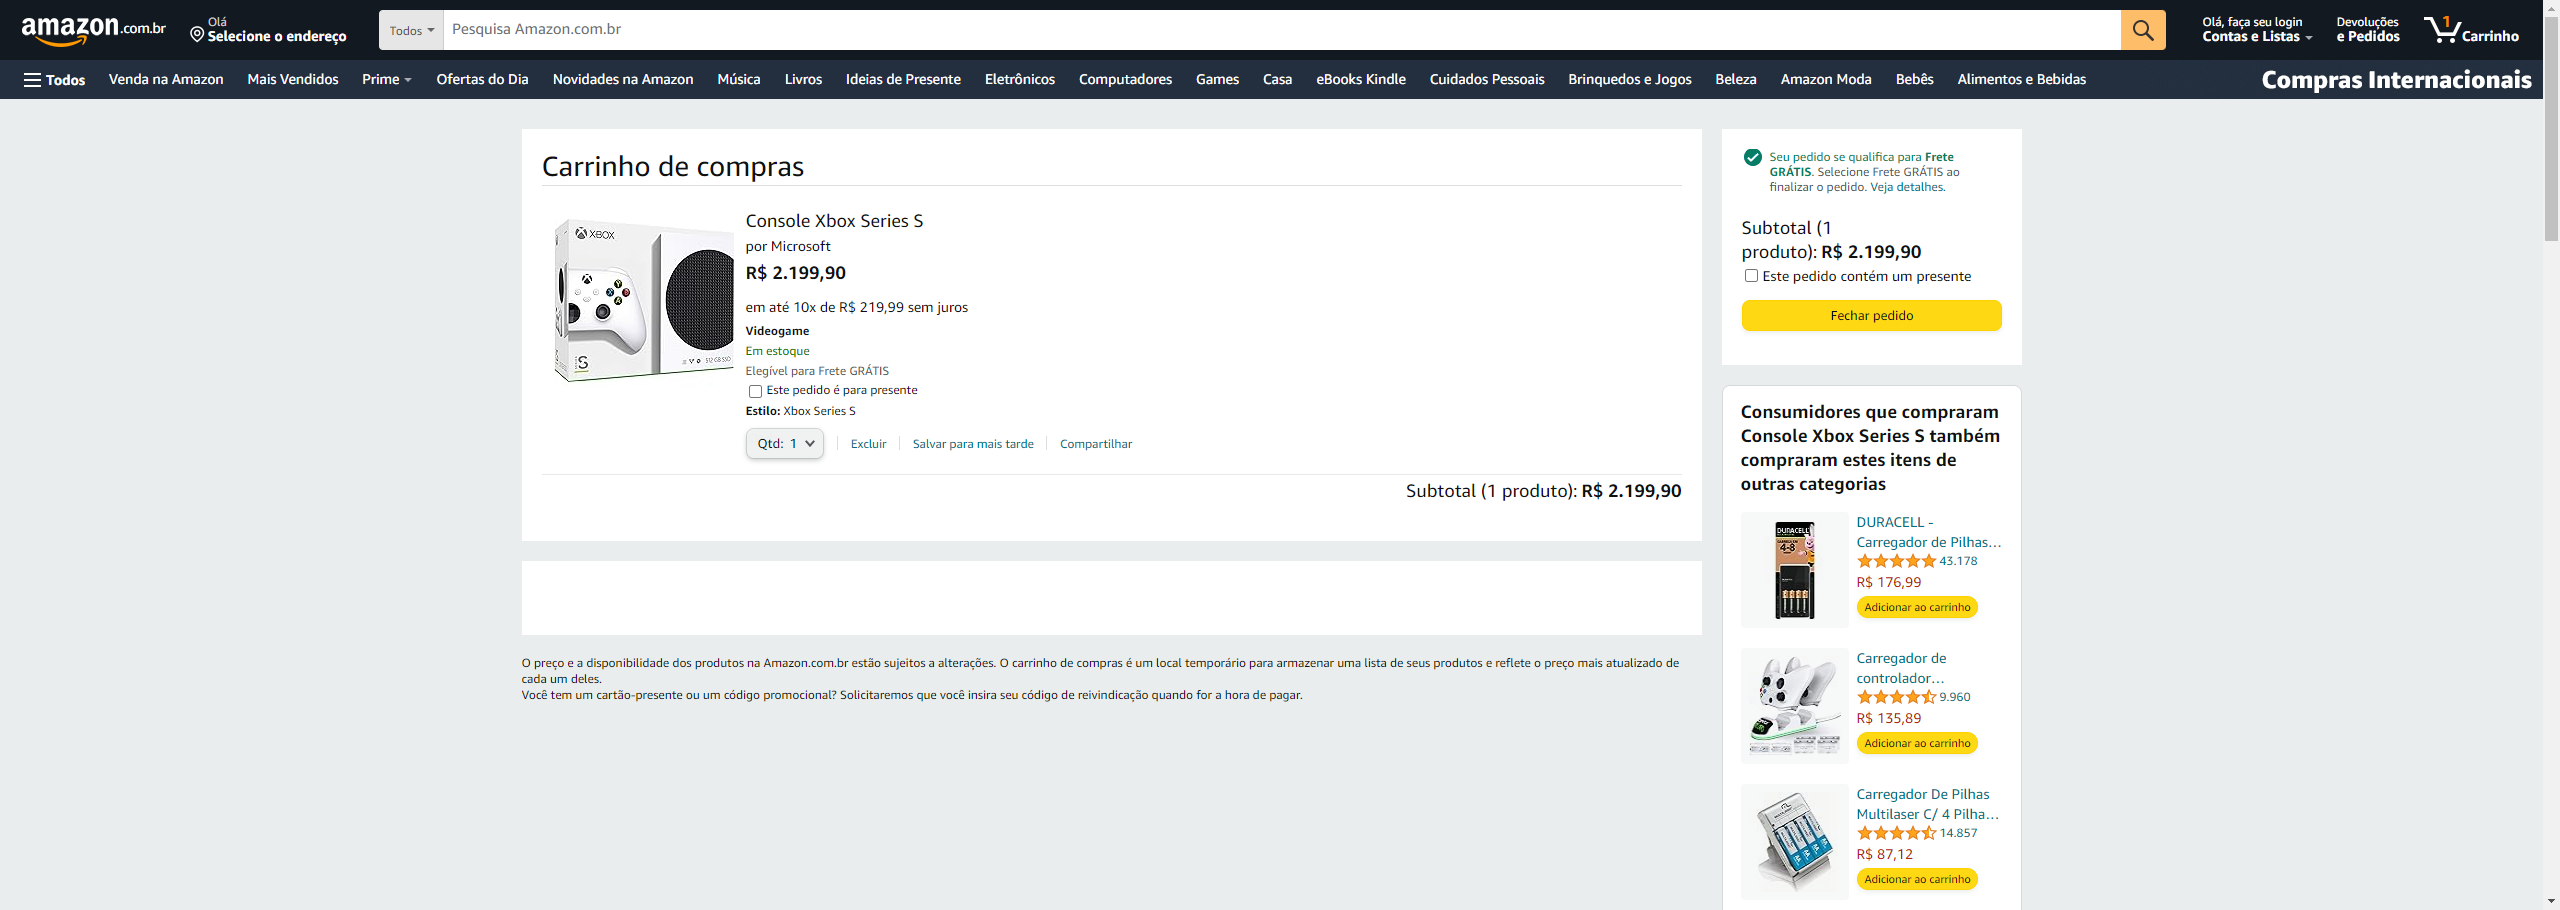 amazon.com.br
Olá
Selecione o endereço
Todos
Pesquisa Amazon.com.br
Olá, faça seu login
Contas e Listas
Devoluções
e Pedidos
1
Carrinho
Todos
Venda na Amazon
Mais Vendidos
Prime
Ofertas do Dia
Novidades na Amazon
Música
Livros
Ideias de Presente
Eletrônicos
Computadores
Games
Casa
eBooks Kindle
Cuidados Pessoais
Brinquedos e Jogos
Beleza
Amazon Moda
Bebês
Alimentos e Bebidas
Compras Internacionais
Carrinho de compras
XBOX
S
512 GB SSD
Console Xbox Series S
por Microsoft
R$ 2.199,90
em até 10x de R$ 219,99 sem juros
Videogame
Em estoque
Elegível para Frete GRÁTIS
Este pedido é para presente
Estilo: Xbox Series S
Qtd: 1
Excluir
Salvar para mais tarde
Compartilhar
Subtotal (1 produto): R$ 2.199,90
O preço e a disponibilidade dos produtos na Amazon.com.br estão sujeitos a alterações. O carrinho de compras é um local temporário para armazenar uma lista de seus produtos e reflete o preço mais atualizado de
cada um deles.
Você tem um cartão-presente ou um código promocional? Solicitaremos que você insira seu código de reivindicação quando for a hora de pagar.
Seu pedido se qualifica para Frete
GRÁTIS. Selecione Frete GRÁTIS ao
finalizar o pedido. Veja detalhes.
Subtotal (1
produto): R$ 2.199,90
Este pedido contém um presente
Fechar pedido
Consumidores que compraram
Console Xbox Series S também
compraram estes itens de
outras categorias
DURACELL
4-8
DURACELL -
Carregador de Pilhas…
43.178
R$ 176,99
Adicionar ao carrinho
Carregador de
controlador…
9.960
R$ 135,89
Adicionar ao carrinho
Carregador De Pilhas
Multilaser C/ 4 Pilha…
14.857
R$ 87,12
Adicionar ao carrinho